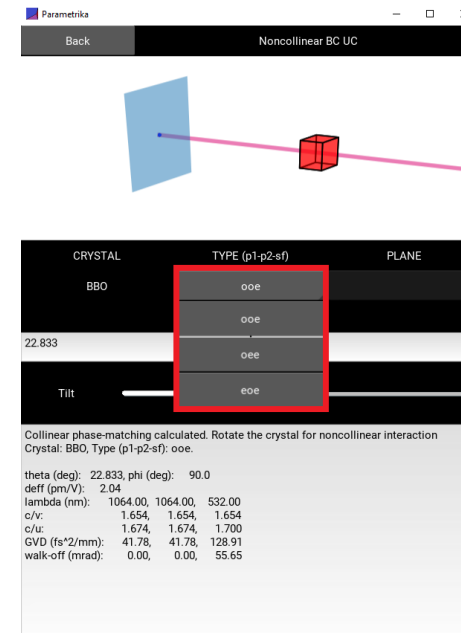 Parametrika
Back Noncollinear BC UC
CRYSTAL TYPE (p1-p2-sf) PLANE
BBO ooe
ooe
22.833
oee
Tilt eoe
Collinear phase-matching calculated. Rotate the crystal for noncollinear interaction
Crystal: BBO, Type (p1-p2-sf): ooe.
theta (deg): 22.833, phi (deg): 90.0
deff (pm/V): 2.04
lambda (nm): 1064.00, 1064.00, 532.00
c/v: 1.654, 1.654, 1.654
c/u: 1.674, 1.674, 1.700
GVD (fs^2/mm): 41.78, 41.78, 128.91
walk-off (mrad): 0.00, 0.00, 55.65